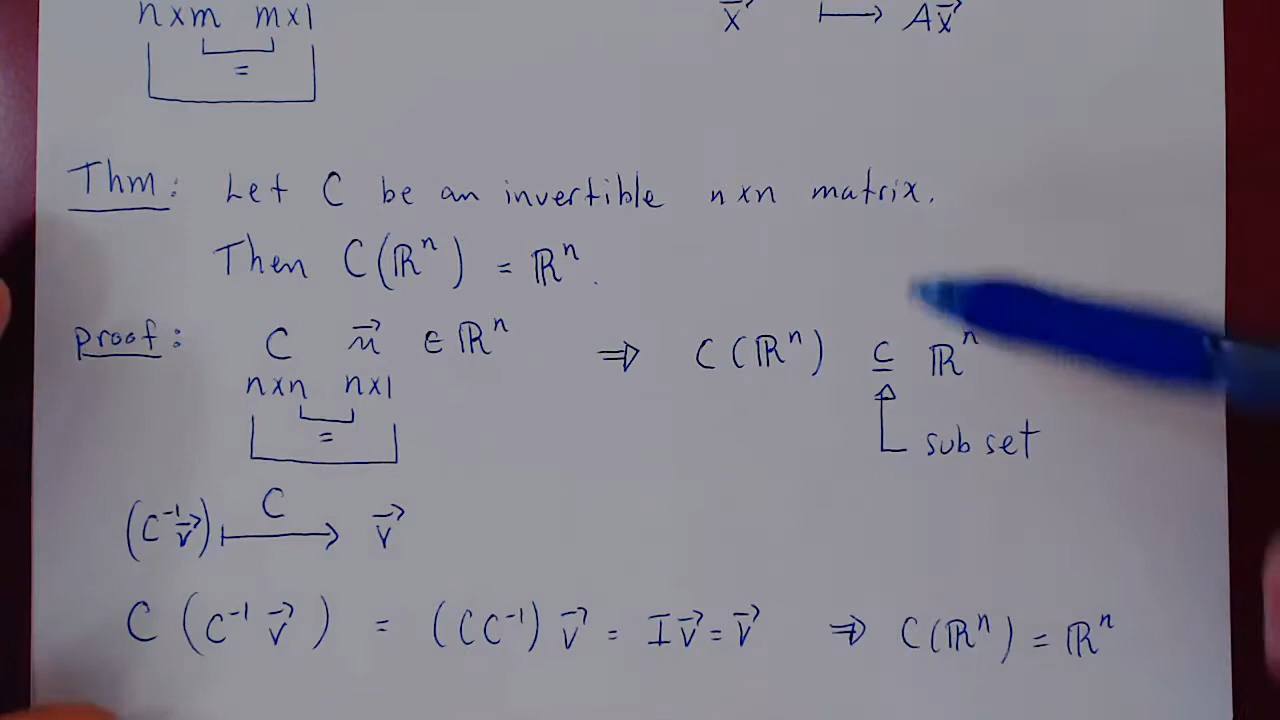 n×m m×1 x⃗ ↦ Ax⃗
=
Thm: Let C be an invertible n×n matrix.
Then C(ℝⁿ) = ℝⁿ.
proof: C u⃗ ∈ ℝⁿ ⇒ C(ℝⁿ) ⊆ ℝⁿ
n×n n×1
=
subset
(C⁻¹v⃗) ↦ C v⃗
C(C⁻¹v⃗) = (CC⁻¹)v⃗ = Iv⃗ = v⃗ ⇒ C(ℝⁿ) = ℝⁿ